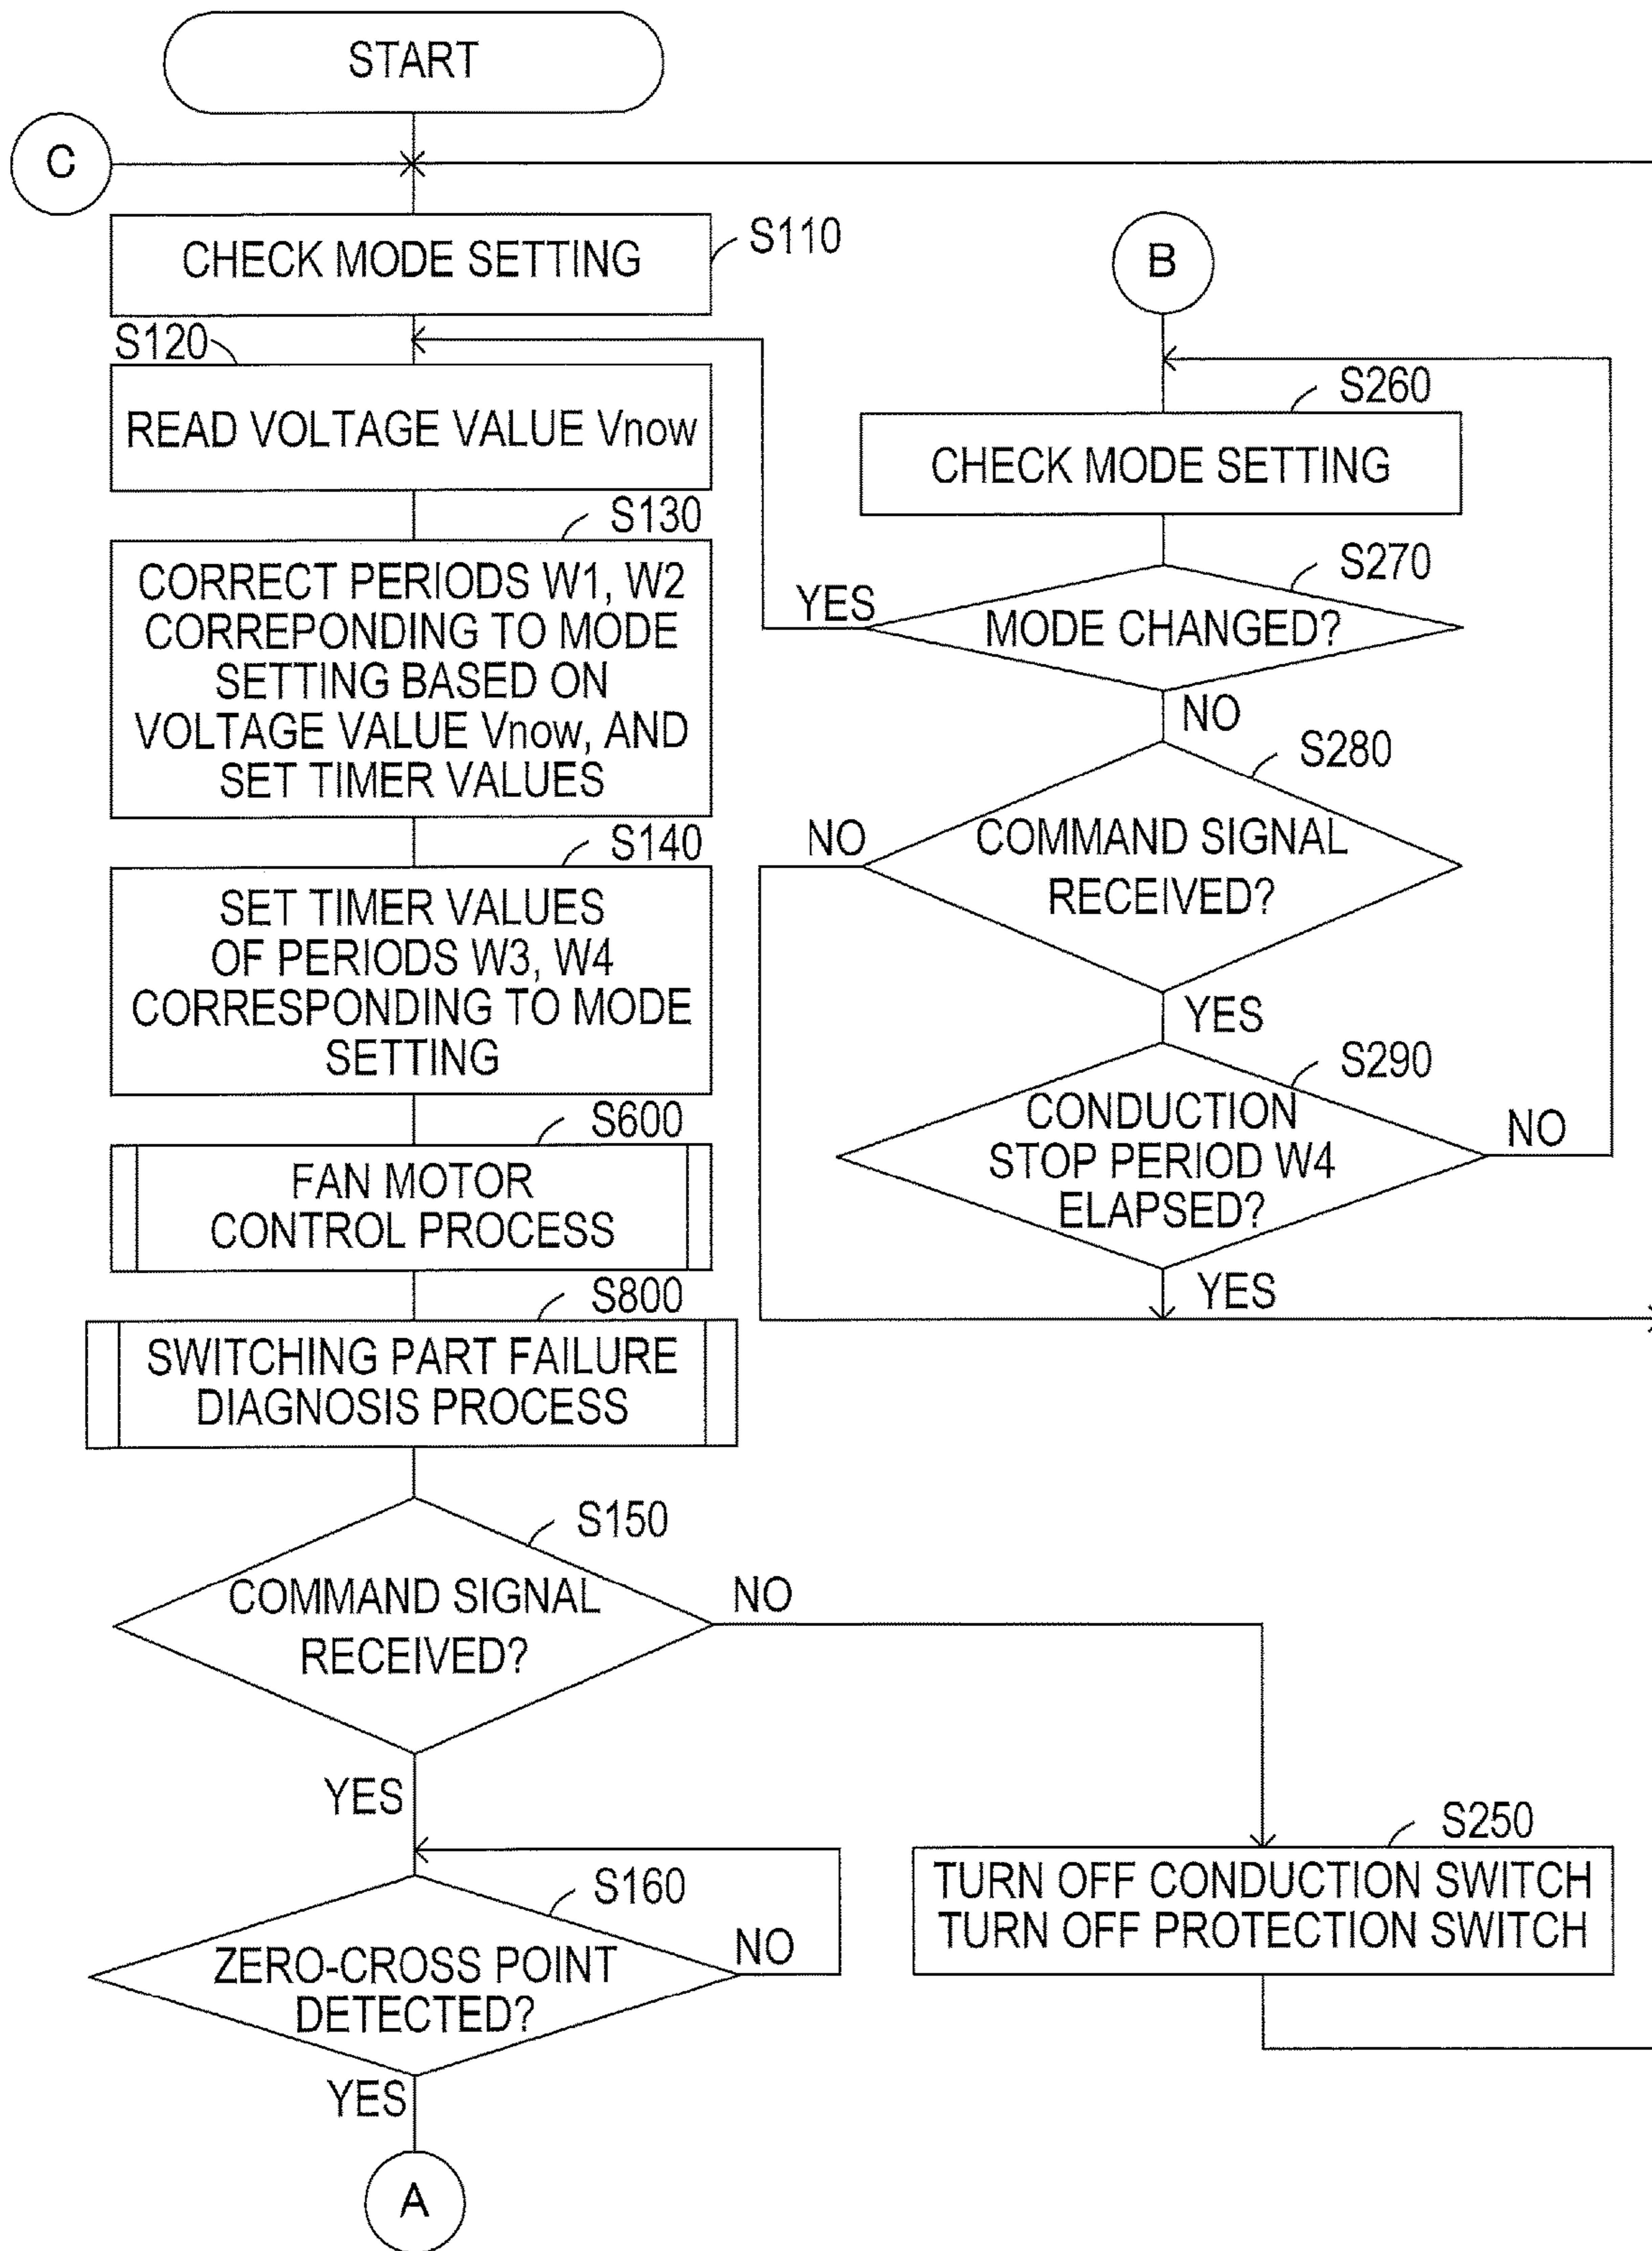 START
C
CHECK MODE SETTING
S110
S120
READ VOLTAGE VALUE Vnow
S130
CORRECT PERIODS W1, W2
CORREPONDING TO MODE
SETTING BASED ON
VOLTAGE VALUE Vnow, AND
SET TIMER VALUES
S140
SET TIMER VALUES
OF PERIODS W3, W4
CORRESPONDING TO MODE
SETTING
S600
FAN MOTOR
CONTROL PROCESS
S800
SWITCHING PART FAILURE
DIAGNOSIS PROCESS
S150
COMMAND SIGNAL
RECEIVED?
NO
YES
S160
ZERO-CROSS POINT
DETECTED?
NO
YES
A
B
S260
CHECK MODE SETTING
S270
MODE CHANGED?
YES
NO
S280
COMMAND SIGNAL
RECEIVED?
NO
YES
S290
CONDUCTION
STOP PERIOD W4
ELAPSED?
NO
YES
S250
TURN OFF CONDUCTION SWITCH
TURN OFF PROTECTION SWITCH